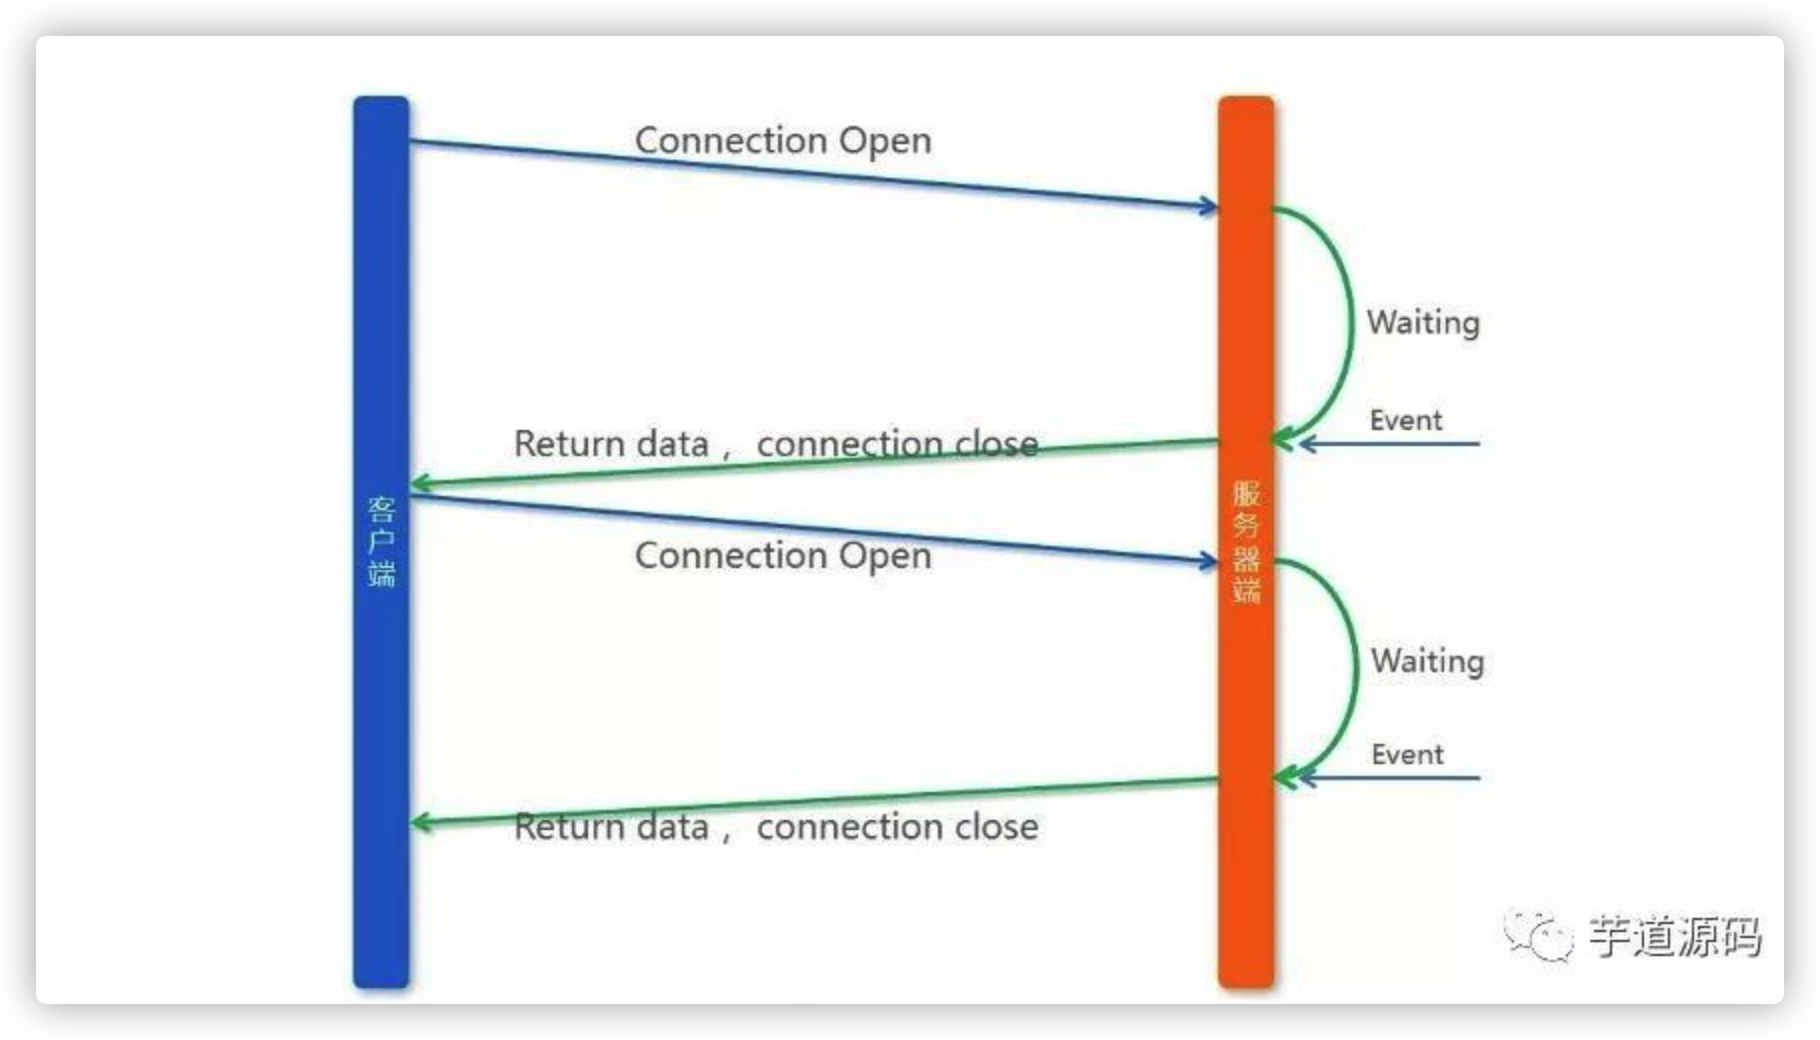 Connection Open
Waiting
Event
Return data， connection close
客户端
服务器端
Connection Open
Waiting
Event
Return data， connection close
芋道源码